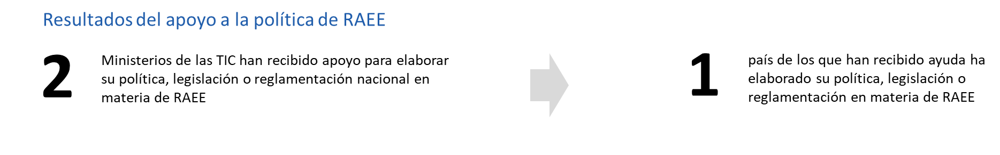 Resultados del apoyo a la política de RAEE
2
Ministerios de las TIC han recibido apoyo para elaborar
su política, legislación o reglamentación nacional en
materia de RAEE
1
país de los que han recibido ayuda ha
elaborado su política, legislación o
reglamentación en materia de RAEE